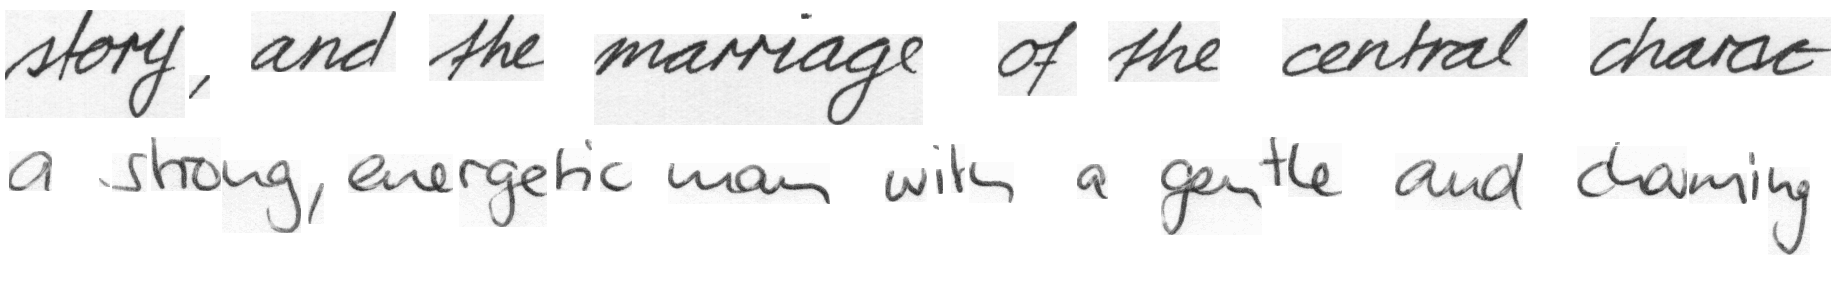 story, and the marriage of the central charac
a strong, energetic man with a gentle and charming